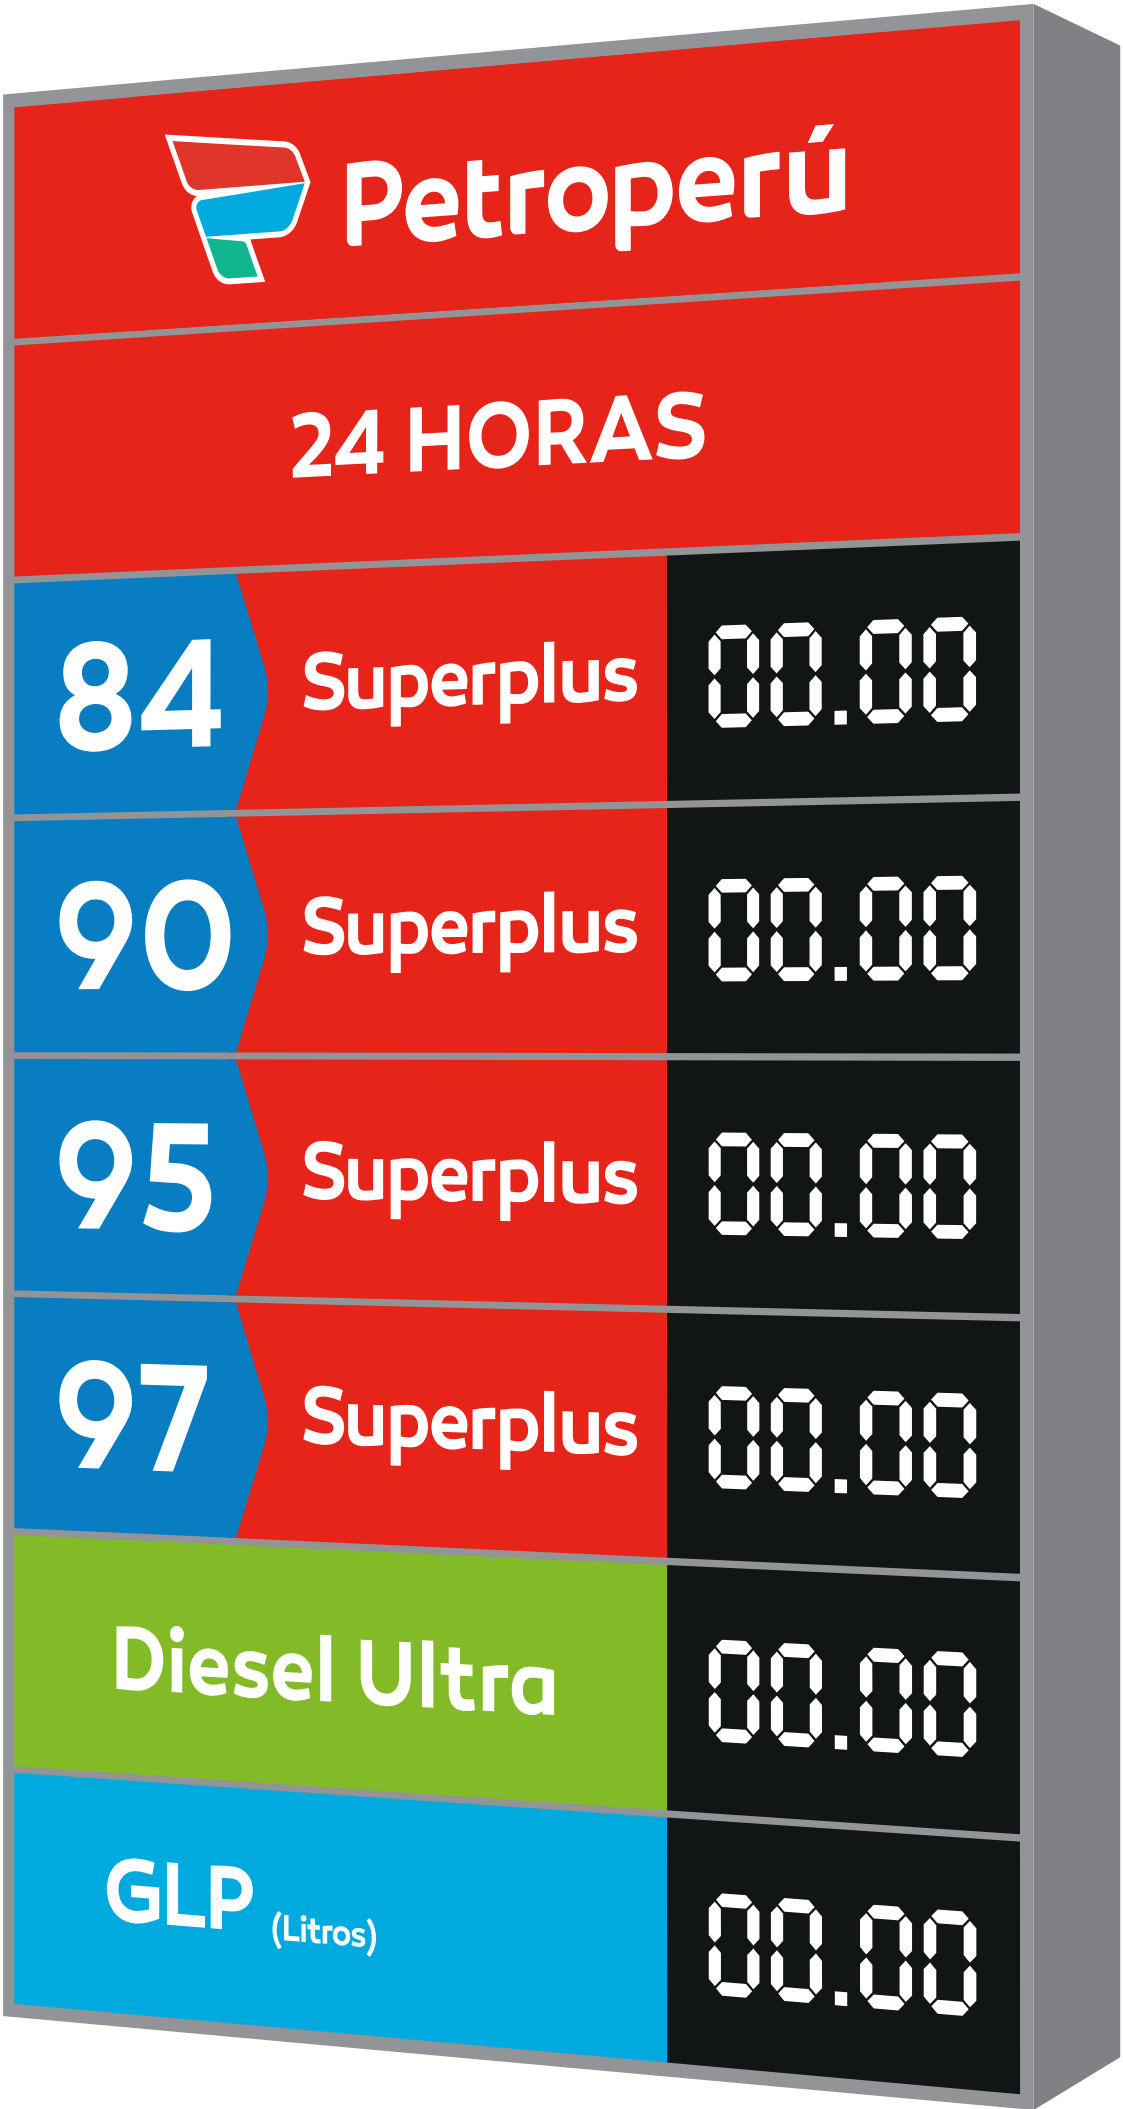 Petroperú
24 HORAS
84 Superplus 00.00
90 Superplus 00.00
95 Superplus 00.00
97 Superplus 00.00
Diesel Ultra 00.00
GLP (Litros) 00.00